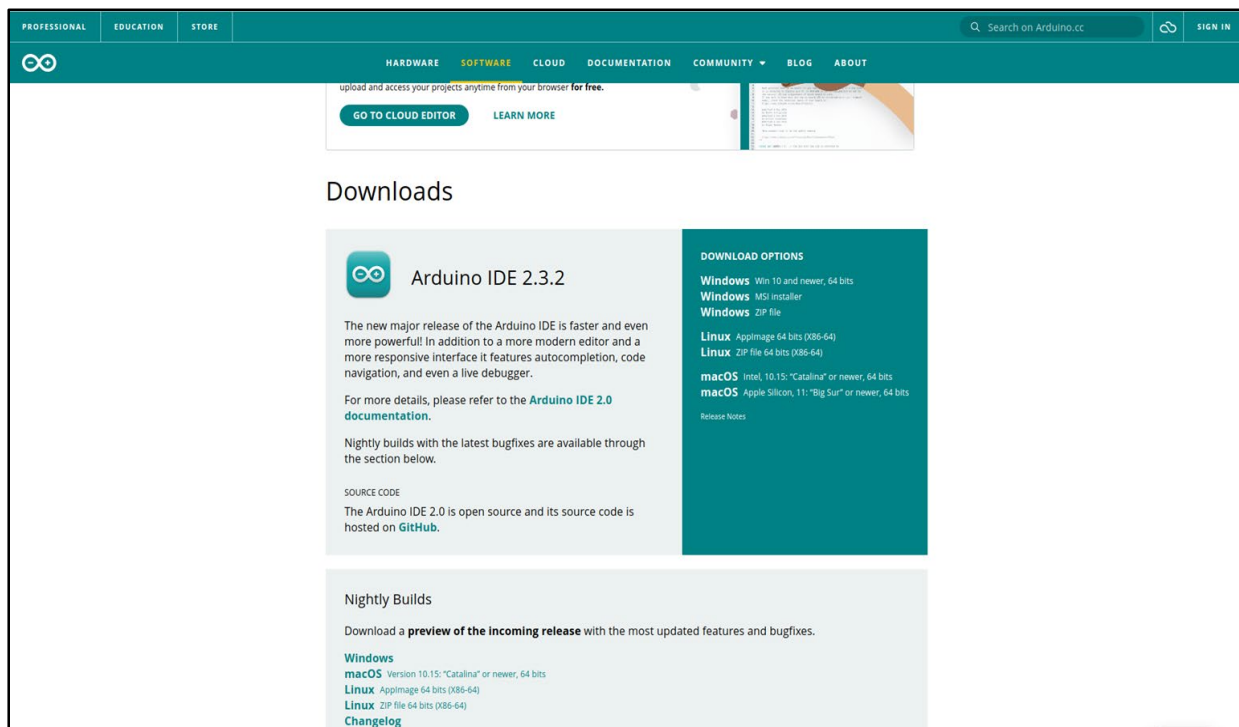 PROFESSIONAL EDUCATION STORE Search on Arduino.cc SIGN IN
HARDWARE SOFTWARE CLOUD DOCUMENTATION COMMUNITY BLOG ABOUT
upload and access your projects anytime from your browser for free.
GO TO CLOUD EDITOR LEARN MORE
Downloads
Arduino IDE 2.3.2
The new major release of the Arduino IDE is faster and even
more powerful! In addition to a more modern editor and a
more responsive interface it features autocompletion, code
navigation, and even a live debugger.
For more details, please refer to the Arduino IDE 2.0
documentation.
Nightly builds with the latest bugfixes are available through
the section below.
SOURCE CODE
The Arduino IDE 2.0 is open source and its source code is
hosted on GitHub.
DOWNLOAD OPTIONS
Windows Win 10 and newer, 64 bits
Windows MSI installer
Windows ZIP file
Linux AppImage 64 bits (X86-64)
Linux ZIP file 64 bits (X86-64)
macOS Intel, 10.15: “Catalina” or newer, 64 bits
macOS Apple Silicon, 11: “Big Sur” or newer, 64 bits
Release Notes
Nightly Builds
Download a preview of the incoming release with the most updated features and bugfixes.
Windows
macOS Version 10.15: “Catalina” or newer, 64 bits
Linux AppImage 64 bits (X86-64)
Linux ZIP file 64 bits (X86-64)
Changelog